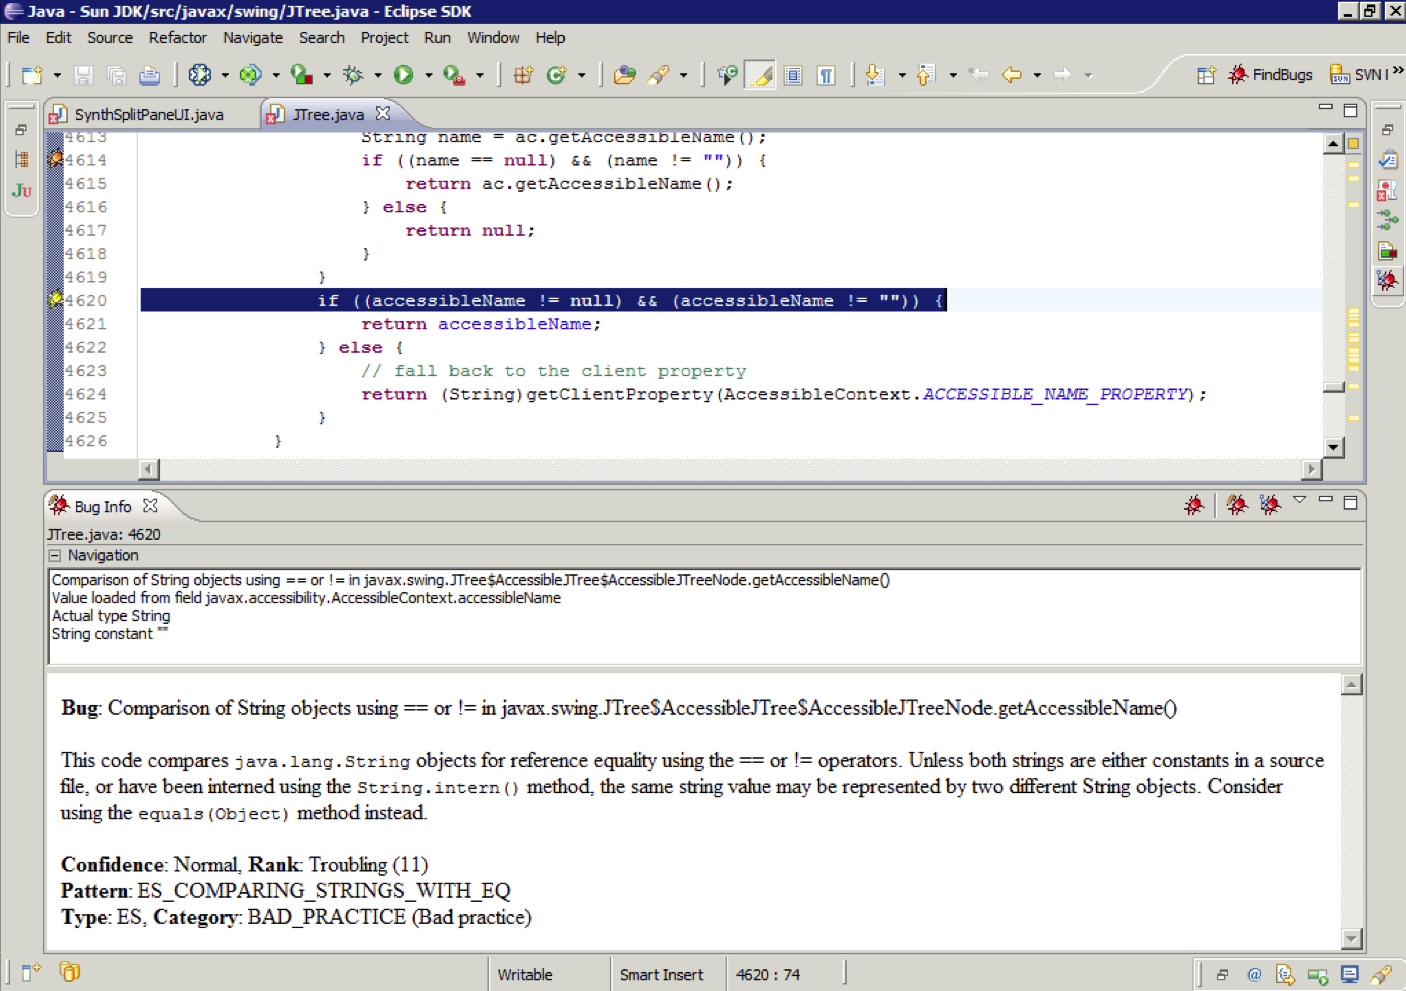 Java - Sun JDK/src/javax/swing/JTree.java - Eclipse SDK
File Edit Source Refactor Navigate Search Project Run Window Help
FindBugs SVN I »
SynthSplitPaneUI.java JTree.java
4613 String name = ac.getAccessibleName();
4614 if ((name == null) && (name != "")) {
4615 return ac.getAccessibleName();
4616 } else {
4617 return null;
4618 }
4619 }
4620 if ((accessibleName != null) && (accessibleName != "")) {
4621 return accessibleName;
4622 } else {
4623 // fall back to the client property
4624 return (String)getClientProperty(AccessibleContext.ACCESSIBLE_NAME_PROPERTY);
4625 }
4626 }
Ju
Bug Info
JTree.java: 4620
Navigation
Comparison of String objects using == or != in javax.swing.JTree$AccessibleJTree$AccessibleJTreeNode.getAccessibleName()
Value loaded from field javax.accessibility.AccessibleContext.accessibleName
Actual type String
String constant ""
Bug: Comparison of String objects using == or != in javax.swing.JTree$AccessibleJTree$AccessibleJTreeNode.getAccessibleName()
This code compares java.lang.String objects for reference equality using the == or != operators. Unless both strings are either constants in a source
file, or have been interned using the String.intern() method, the same string value may be represented by two different String objects. Consider
using the equals(Object) method instead.
Confidence: Normal, Rank: Troubling (11)
Pattern: ES_COMPARING_STRINGS_WITH_EQ
Type: ES, Category: BAD_PRACTICE (Bad practice)
Writable Smart Insert 4620 : 74